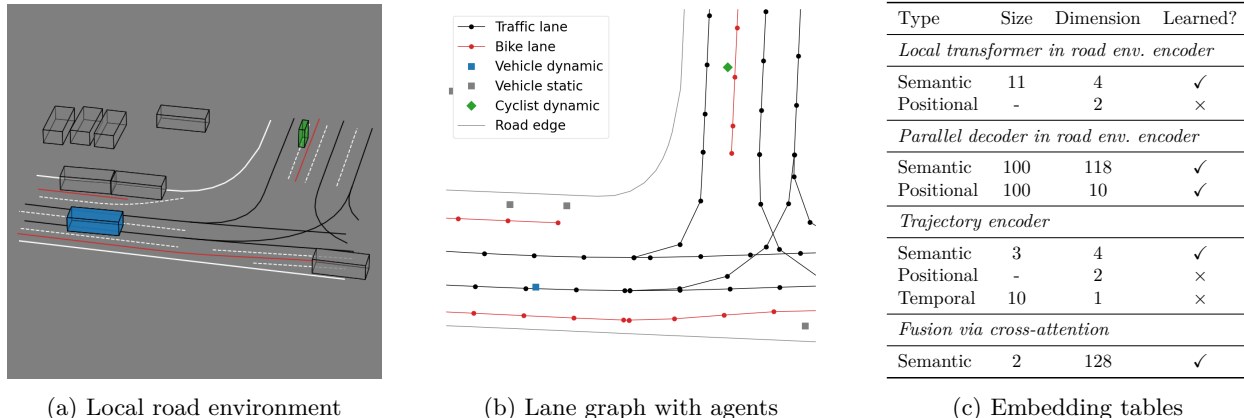 Traffic lane
Bike lane
Vehicle dynamic
Vehicle static
Cyclist dynamic
Road edge
Type Size Dimension Learned?
Local transformer in road env. encoder
Semantic 11 4 ✓
Positional - 2 ×
Parallel decoder in road env. encoder
Semantic 100 118 ✓
Positional 100 10 ✓
Trajectory encoder
Semantic 3 4 ✓
Positional - 2 ×
Temporal 10 1 ×
Fusion via cross-attention
Semantic 2 128 ✓
(a) Local road environment
(b) Lane graph with agents
(c) Embedding tables